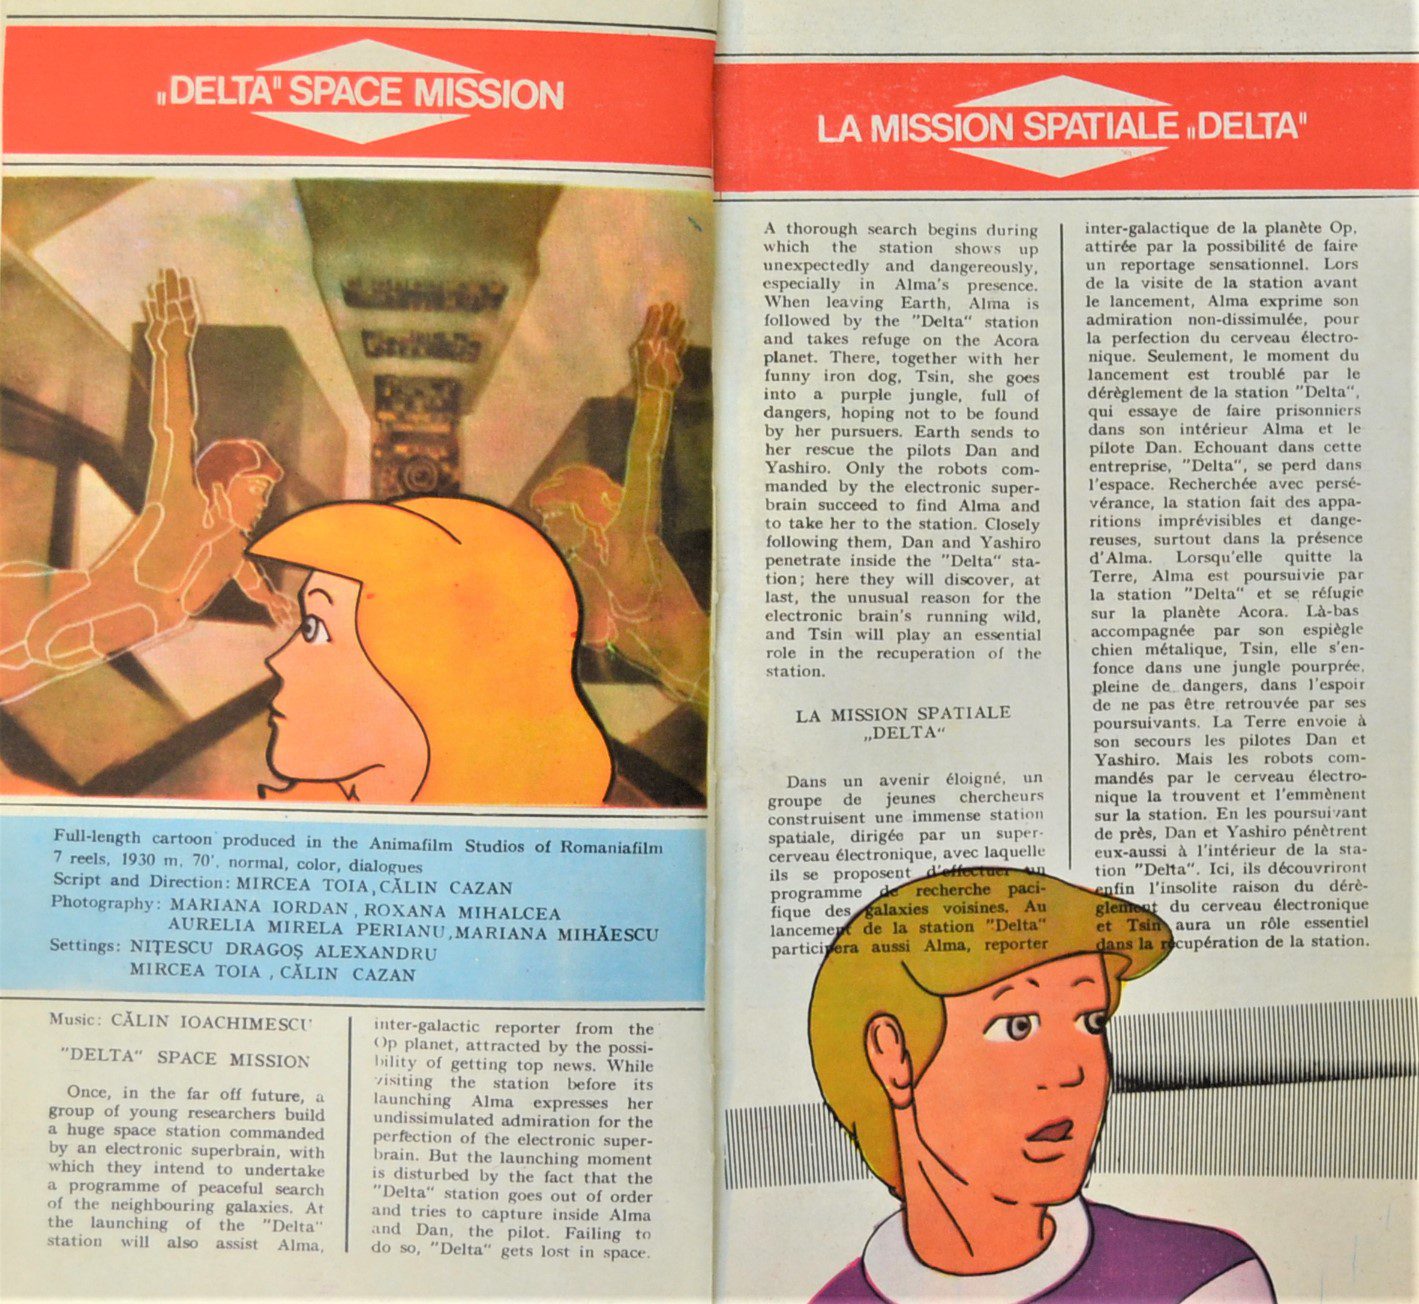 „DELTA" SPACE MISSION
Full-length cartoon produced in the Animafilm Studios of Romaniafilm
7 reels, 1930 m, 70', normal, color, dialogues
Script and Direction: MIRCEA TOIA, CĂLIN CAZAN
Photography: MARIANA IORDAN, ROXANA MIHALCEA
AURELIA MIRELA PERIANU, MARIANA MIHĂESCU
Settings: NIȚESCU DRAGOȘ ALEXANDRU
MIRCEA TOIA, CĂLIN CAZAN
Music: CĂLIN IOACHIMESCU
"DELTA" SPACE MISSION
Once, in the far off future, a
group of young researchers build
a huge space station commanded
by an electronic superbrain, with
which they intend to undertake
a programme of peaceful search
of the neighbouring galaxies. At
the launching of the "Delta"
station will also assist Alma,
inter-galactic reporter from the
Op planet, attracted by the possi-
bility of getting top news. While
visiting the station before its
launching Alma expresses her
undissimulated admiration for the
perfection of the electronic super-
brain. But the launching moment
is disturbed by the fact that the
"Delta" station goes out of order
and tries to capture inside Alma
and Dan, the pilot. Failing to
do so, "Delta" gets lost in space.
LA MISSION SPATIALE „DELTA"
A thorough search begins during
which the station shows up
unexpectedly and dangereously,
especially in Alma's presence.
When leaving Earth, Alma is
followed by the "Delta" station
and takes refuge on the Acora
planet. There, together with her
funny iron dog, Tsin, she goes
into a purple jungle, full of
dangers, hoping not to be found
by her pursuers. Earth sends to
her rescue the pilots Dan and
Yashiro. Only the robots com-
manded by the electronic super-
brain succeed to find Alma and
to take her to the station. Closely
following them, Dan and Yashiro
penetrate inside the "Delta" sta-
tion; here they will discover, at
last, the unusual reason for the
electronic brain's running wild,
and Tsin will play an essential
role in the recuperation of the
station.
LA MISSION SPATIALE
„DELTA"
Dans un avenir éloigné, un
groupe de jeunes chercheurs
construisent une immense station
spatiale, dirigée par un super-
cerveau électronique, avec laquelle
ils se proposent d'effectuer un
programme de recherche paci-
fique des galaxies voisines. Au
lancement de la station "Delta"
participera aussi Alma, reporter
inter-galactique de la planète Op,
attirée par la possibilité de faire
un reportage sensationnel. Lors
de la visite de la station avant
le lancement, Alma exprime son
admiration non-dissimulée, pour
la perfection du cerveau électro-
nique. Seulement, le moment du
lancement est troublé par le
dérèglement de la station "Delta",
qui essaye de faire prisonniers
dans son intérieur Alma et le
pilote Dan. Echouant dans cette
entreprise, "Delta", se perd dans
l'espace. Recherchée avec persé-
vérance, la station fait des appa-
ritions imprévisibles et dange-
reuses, surtout dans la présence
d'Alma. Lorsqu'elle quitte la
Terre, Alma est poursuivie par
la station "Delta" et se réfugie
sur la planète Acora. Là-bas
accompagnée par son espiègle
chien métalique, Tsin, elle s'en-
fonce dans une jungle pourprée,
pleine de dangers, dans l'espoir
de ne pas être retrouvée par ses
poursuivants. La Terre envoie à
son secours les pilotes Dan et
Yashiro. Mais les robots com-
mandés par le cerveau électro-
nique la trouvent et l'emmènent
sur la station. En les poursuivant
de près, Dan et Yashiro pénètrent
eux-aussi à l'intérieur de la sta-
tion "Delta". Ici, ils découvriront
enfin l'insolite raison du dérè-
glement du cerveau électronique
et Tsin aura un rôle essentiel
dans la récupération de la station.